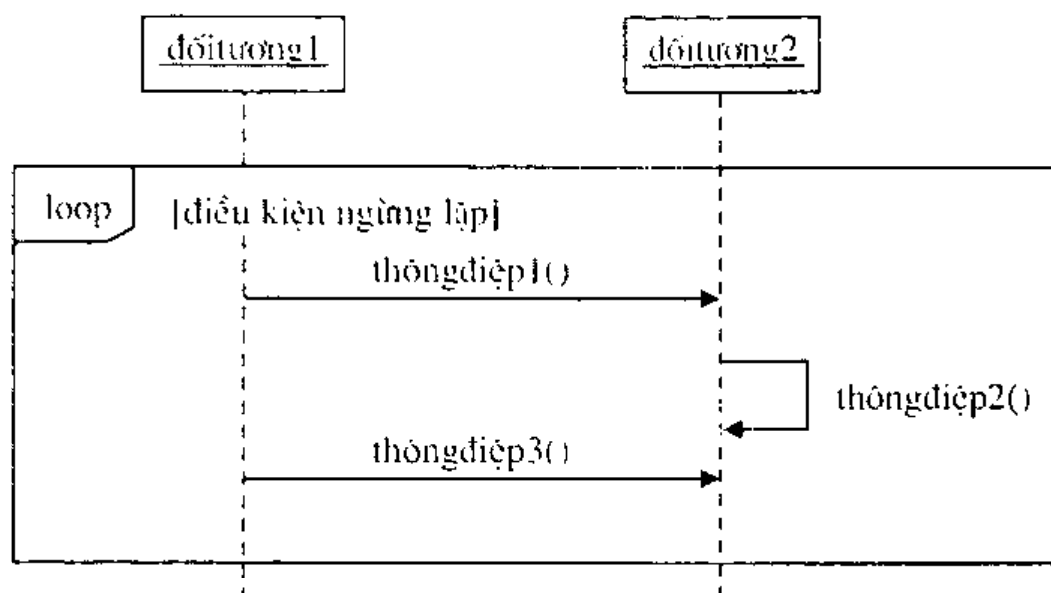 đốitượng1
đốitượng2
loop
[điều kiện ngừng lặp]
thôngđiệp1()
thôngđiệp2()
thôngđiệp3()